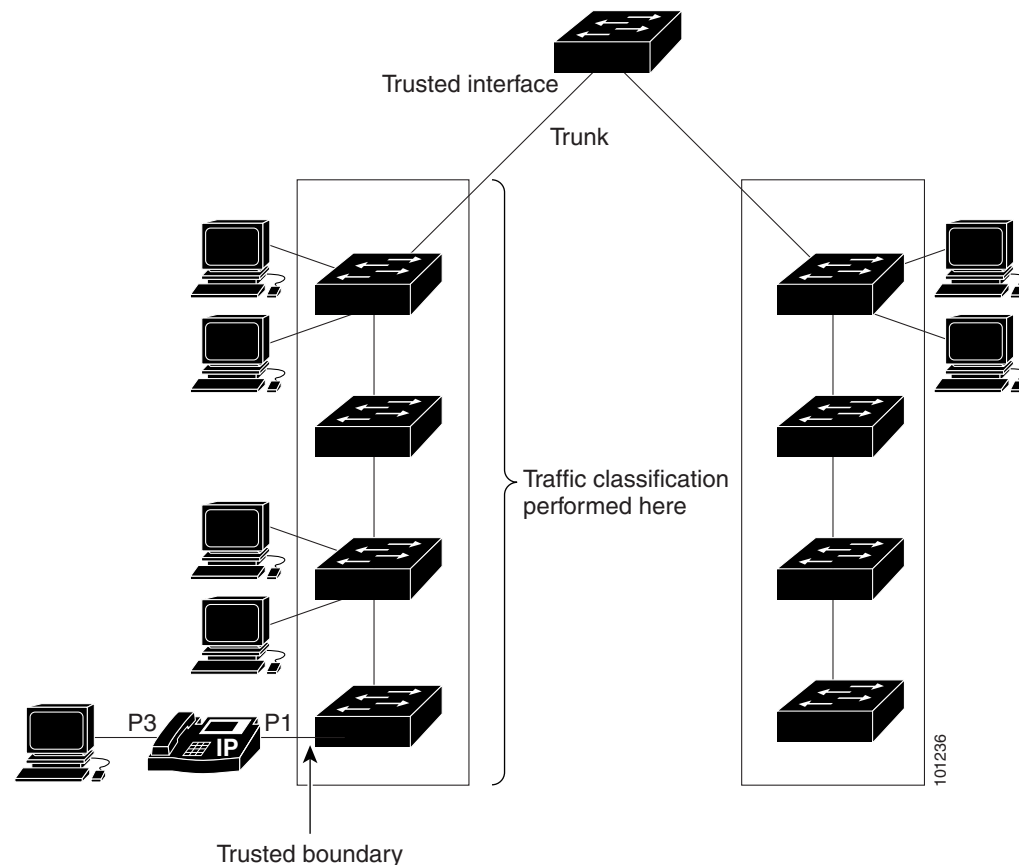 Trusted interface
Trunk
Traffic classification
performed here
P3
IP
P1
101236
Trusted boundary